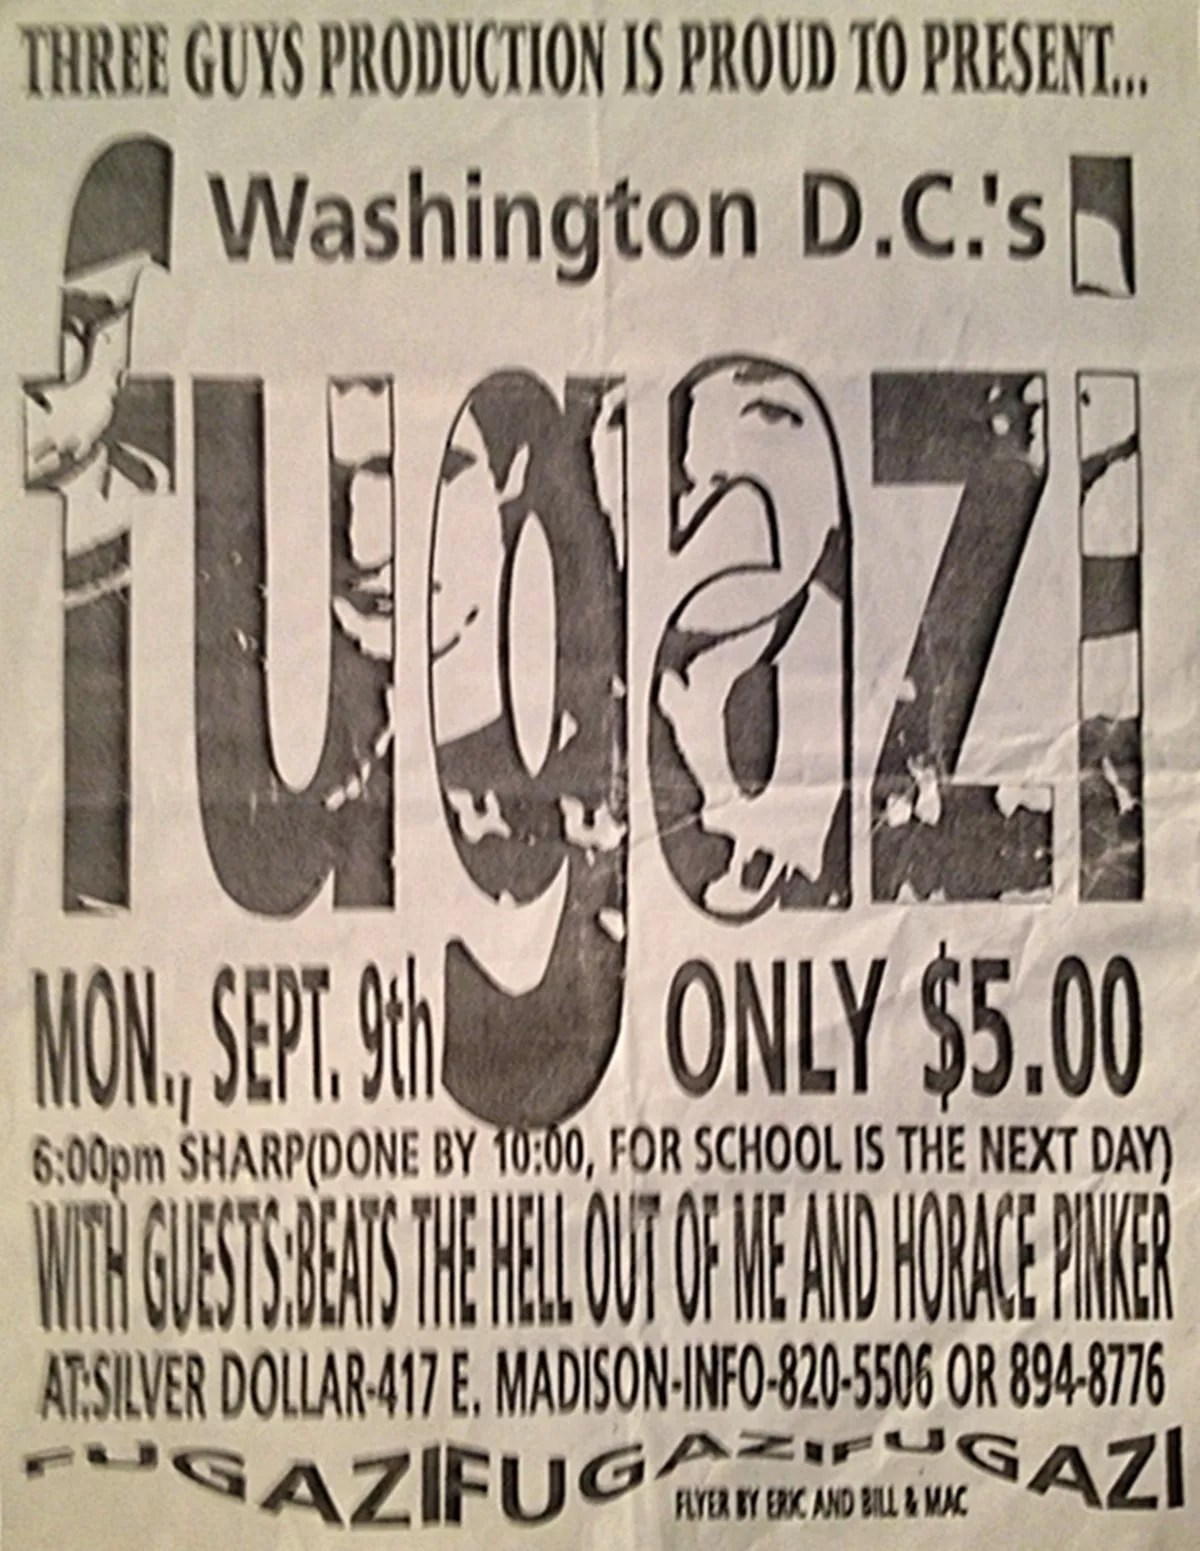 THREE GUYS PRODUCTION IS PROUD TO PRESENT...
Washington D.C.'s
fugazi
MON., SEPT. 9th ONLY $5.00
6:00pm SHARP(DONE BY 10:00, FOR SCHOOL IS THE NEXT DAY)
WITH GUESTS:BEATS THE HELL OUT OF ME AND HORACE PINKER
AT:SILVER DOLLAR-417 E. MADISON-INFO-820-5506 OR 894-8776
FUGAZIFUGAZIFUGAZI
FLYER BY ERIC AND BILL & MAC